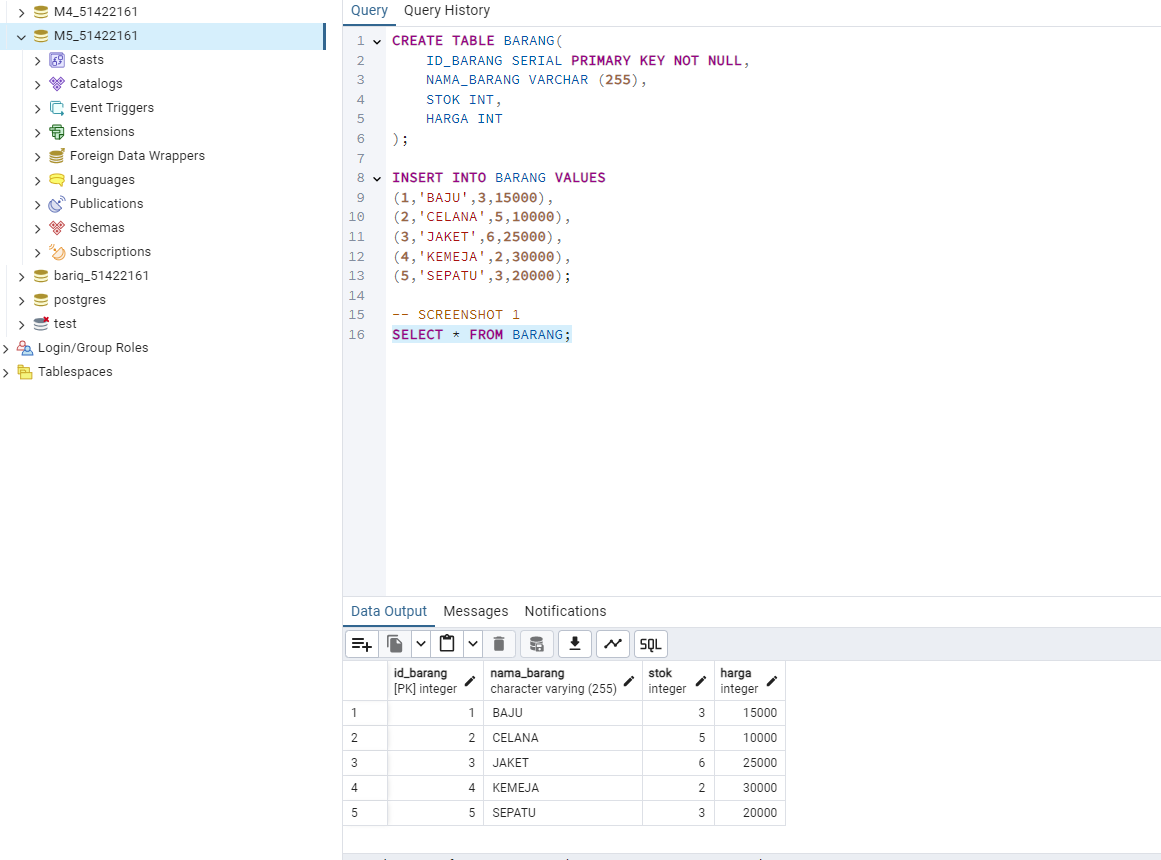 M4_51422161
M5_51422161
Casts
Catalogs
Event Triggers
Extensions
Foreign Data Wrappers
Languages
Publications
Schemas
Subscriptions
bariq_51422161
postgres
test
Login/Group Roles
Tablespaces
Query Query History
1 CREATE TABLE BARANG(
2 ID_BARANG SERIAL PRIMARY KEY NOT NULL,
3 NAMA_BARANG VARCHAR (255),
4 STOK INT,
5 HARGA INT
6 );
7
8 INSERT INTO BARANG VALUES
9 (1,'BAJU',3,15000),
10 (2,'CELANA',5,10000),
11 (3,'JAKET',6,25000),
12 (4,'KEMEJA',2,30000),
13 (5,'SEPATU',3,20000);
14
15 -- SCREENSHOT 1
16 SELECT * FROM BARANG;
Data Output Messages Notifications
SQL
id_barang nama_barang stok harga
[PK] integer character varying (255) integer integer
1 1 BAJU 3 15000
2 2 CELANA 5 10000
3 3 JAKET 6 25000
4 4 KEMEJA 2 30000
5 5 SEPATU 3 20000